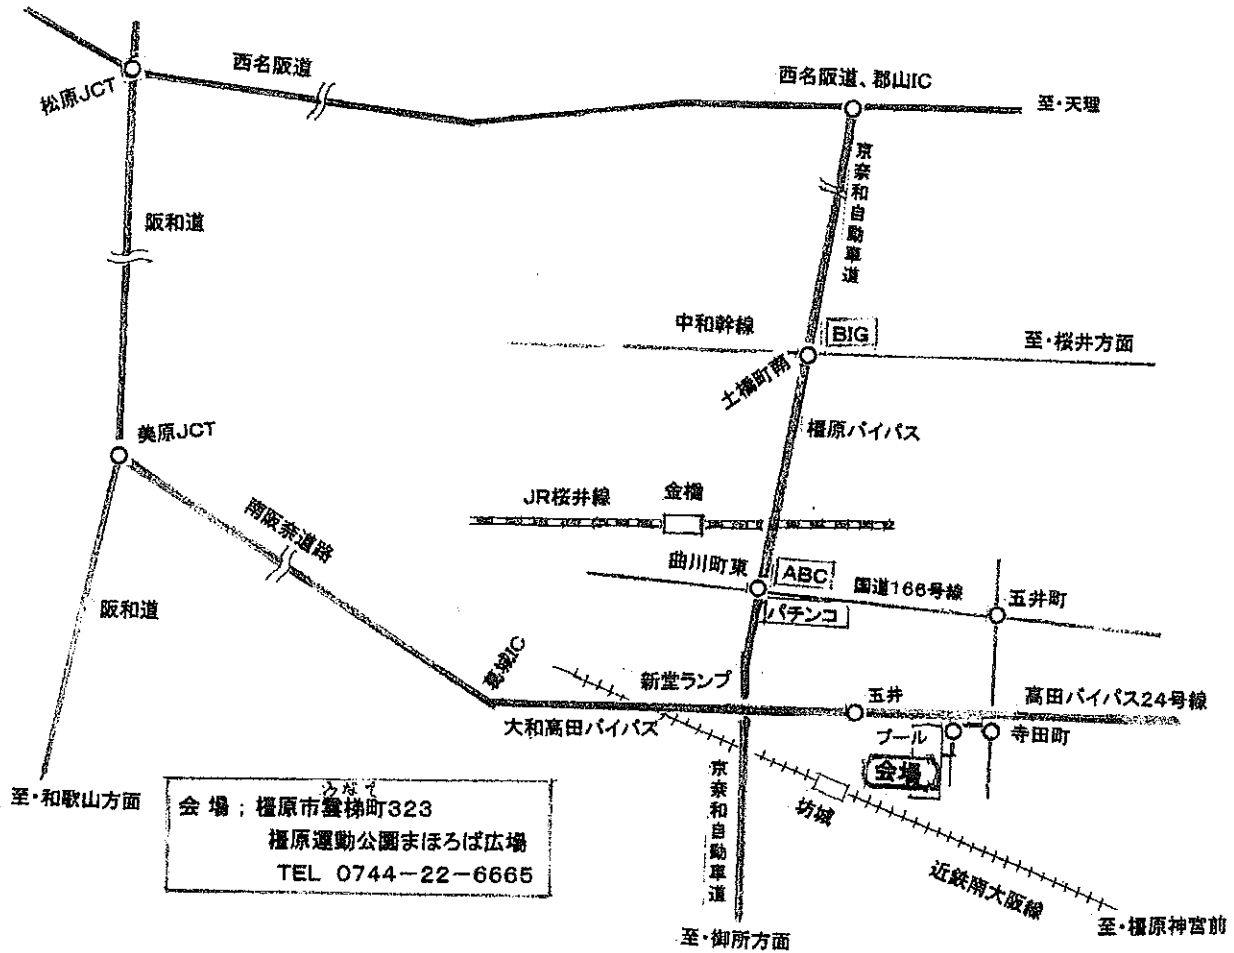 西名阪道
西名阪道、郡山IC
至・天理
松原JCT
京奈和自動車道
阪和道
中和幹線
BIG
至・桜井方面
土橋町南
橿原バイパス
美原JCT
南阪奈道路
JR桜井線
金橋
曲川町東
ABC
国道166号線
五井町
パチンコ
阪和道
葛城IC
新堂ランプ
五井
高田バイパス24号線
大和高田バイパス
プール
寺田町
会場
京奈和自動車道
坊城
近鉄南大阪線
至・橿原神宮前
至・和歌山方面
至・御所方面
うなて
会 場 ; 橿原市雲梯町323
橿原運動公園まほろば広場
TEL 0744-22-6665